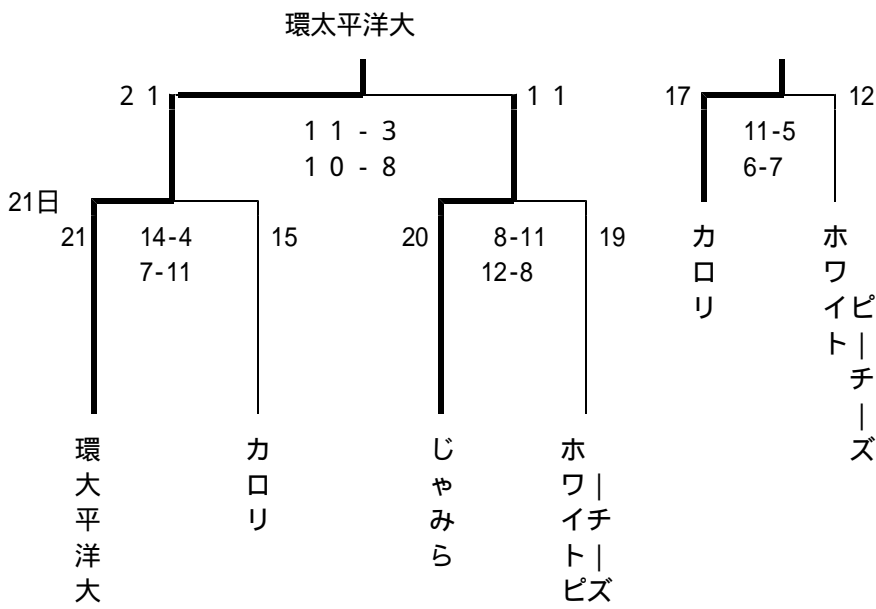 環太平洋大
２１
１１
17
12
１１-３
11-5
１０-８
6-7
21日
21
14-4
15
20
8-11
19
7-11
12-8
カロリ
ホワイト
ピーチーズ
環大平洋大
カロリ
じゃみら
ホワイトピ
ーチーズ